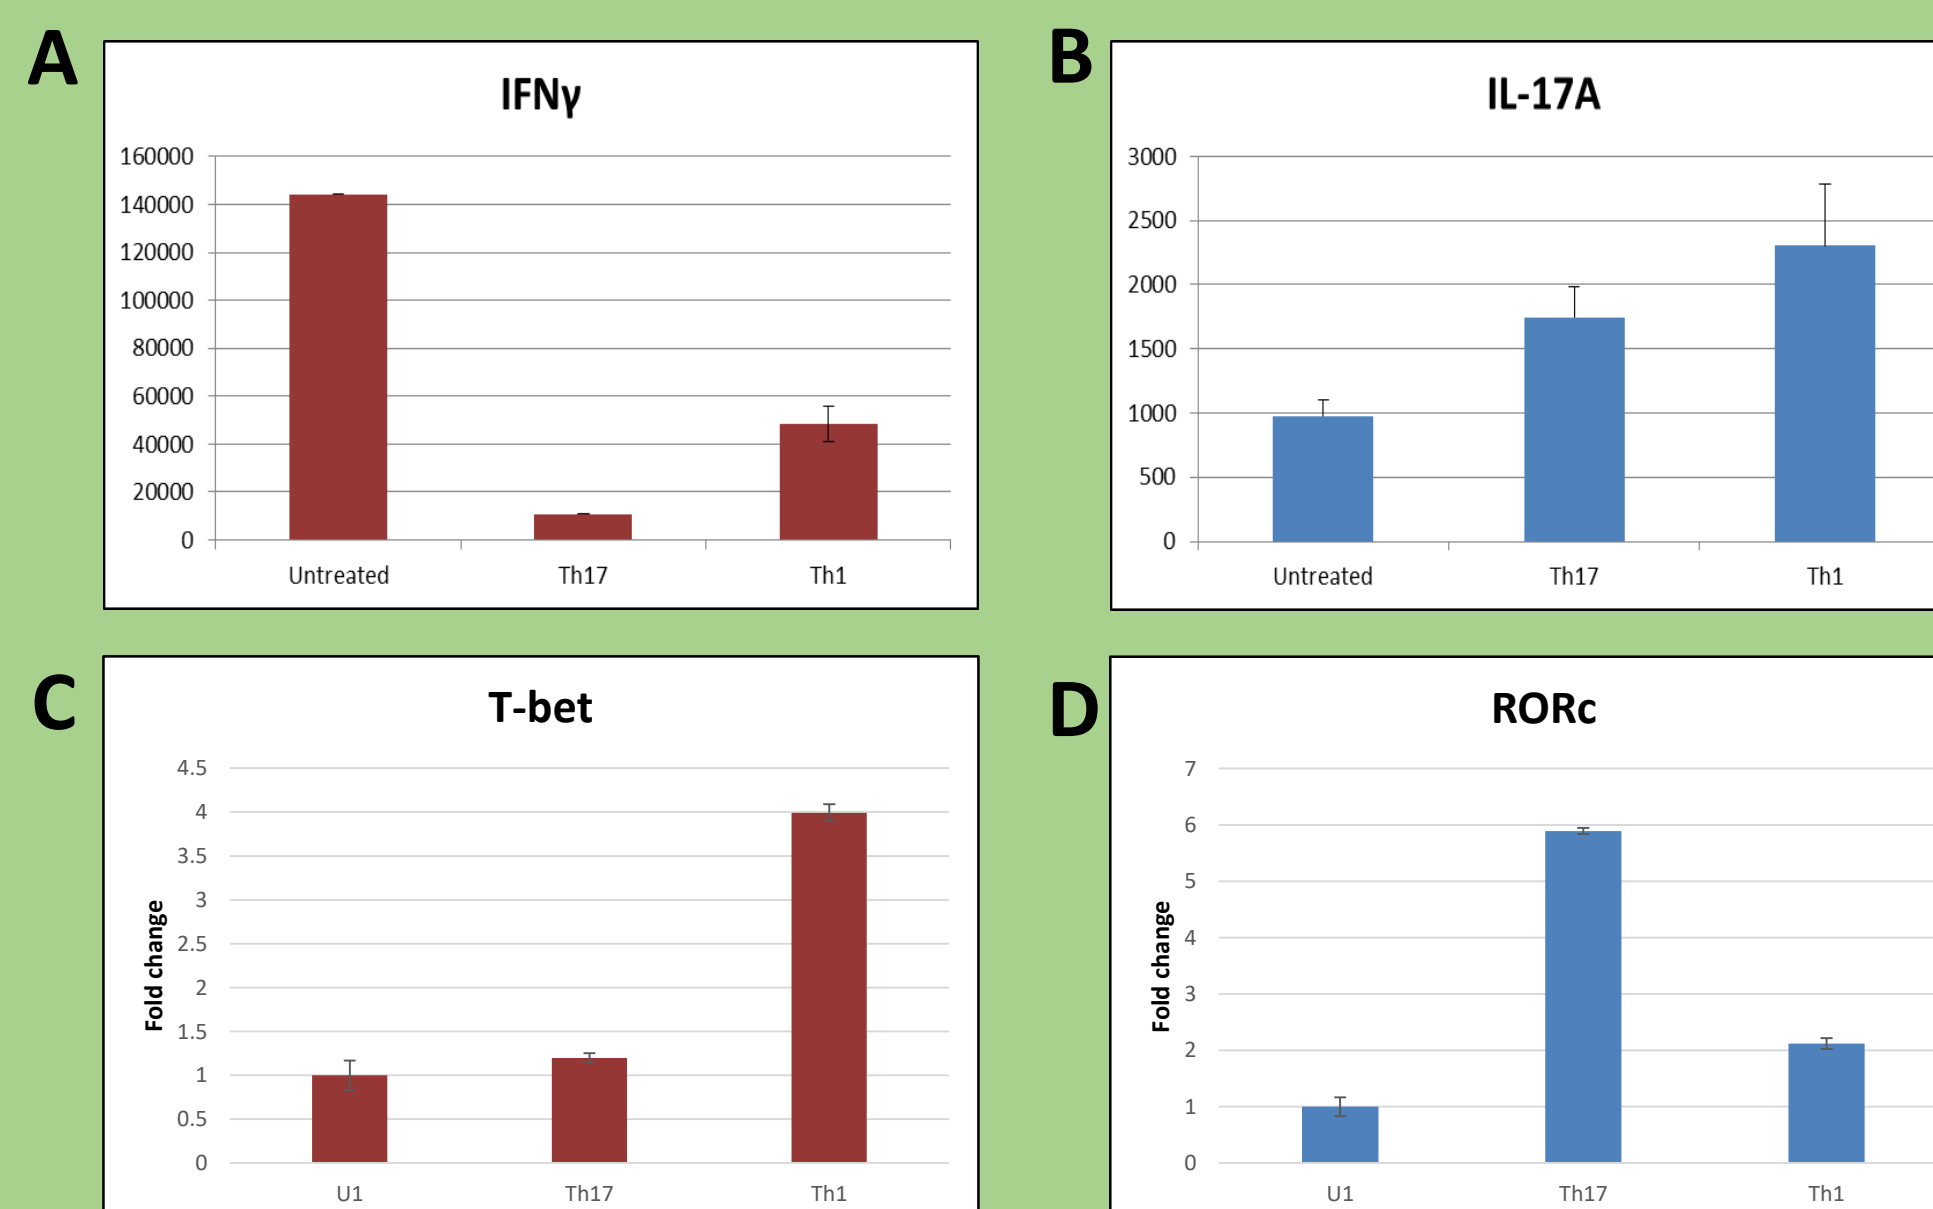 A
IFNγ
160000
140000
120000
100000
80000
60000
40000
20000
0
Untreated Th17 Th1
B
IL-17A
3000
2500
2000
1500
1000
500
0
Untreated Th17 Th1
C
T-bet
Fold change
4.5
4
3.5
3
2.5
2
1.5
1
0.5
0
U1 Th17 Th1
D
RORc
Fold change
7
6
5
4
3
2
1
0
U1 Th17 Th1